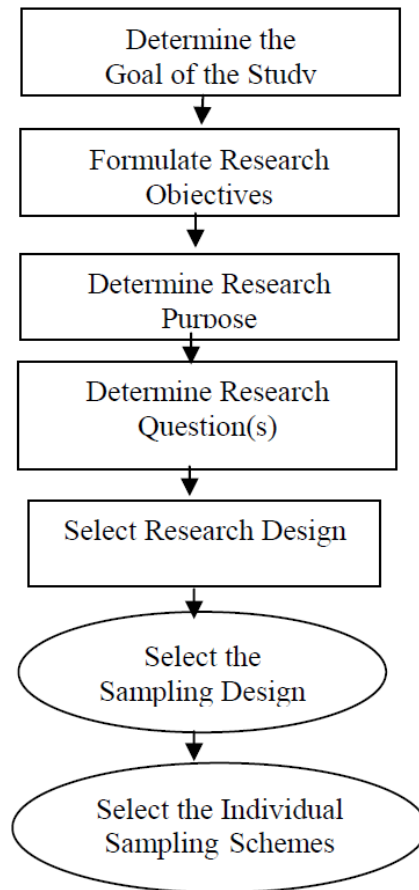 Determine the
Goal of the Study
Formulate Research
Objectives
Determine Research
Purpose
Determine Research
Question(s)
Select Research Design
Select the
Sampling Design
Select the Individual
Sampling Schemes